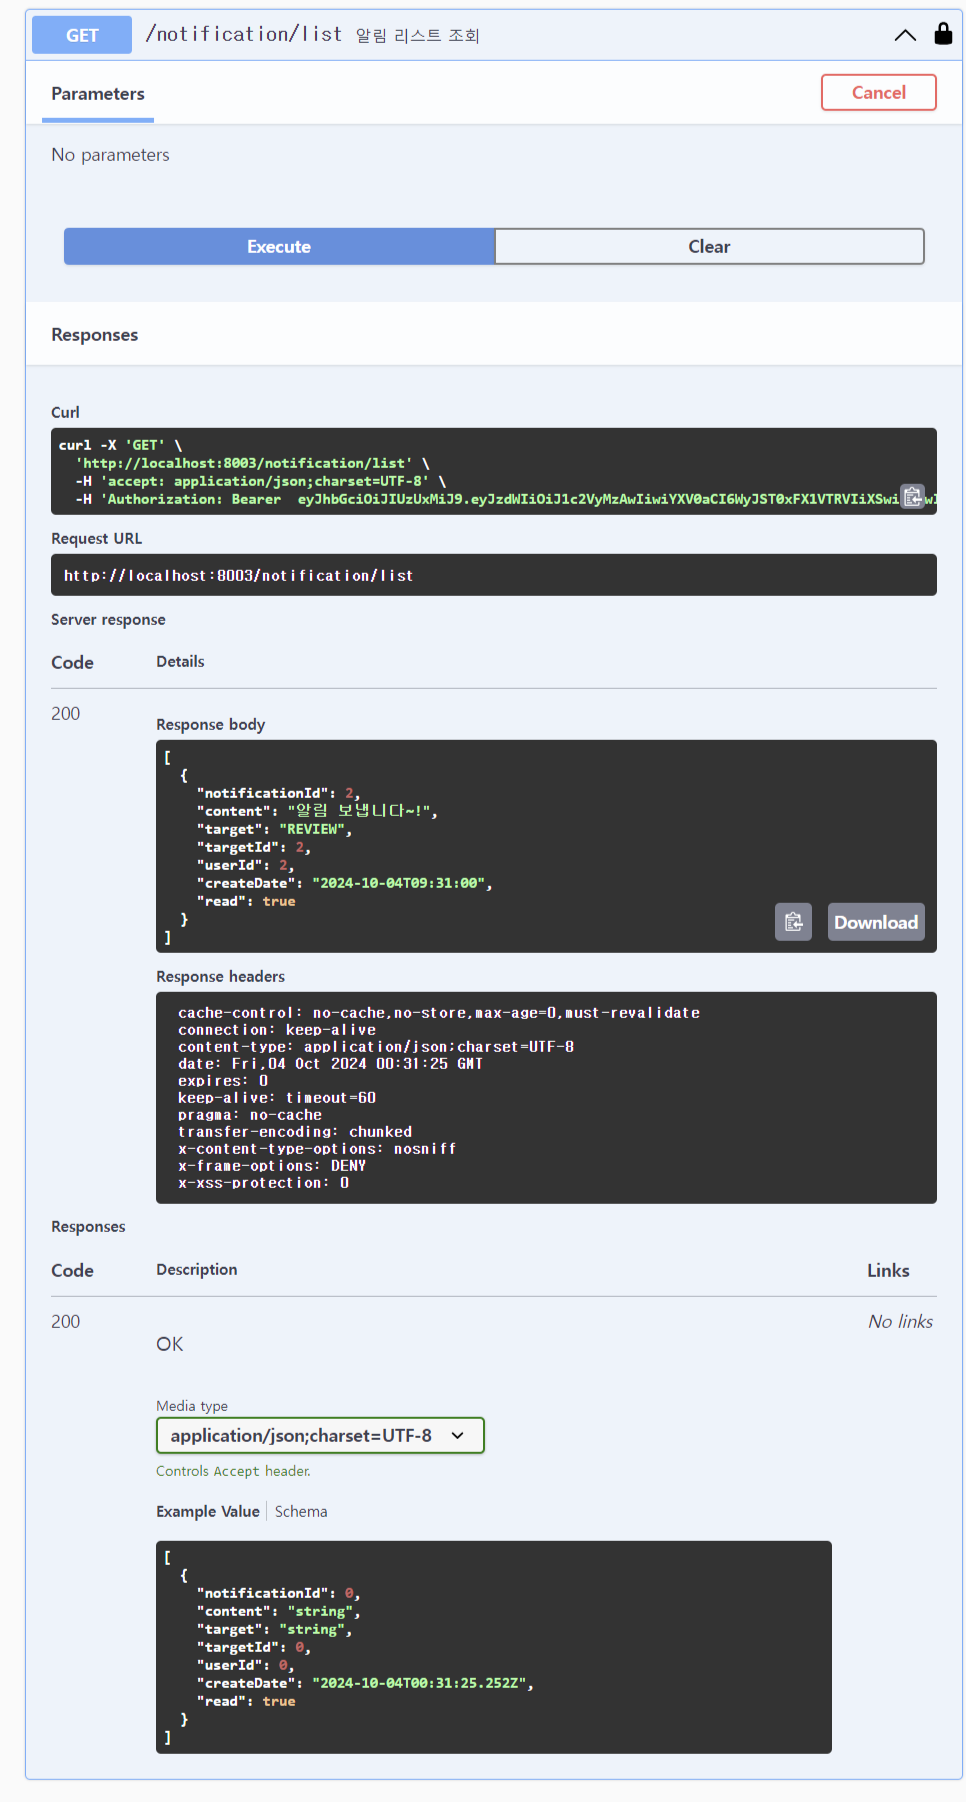 GET /notification/list 알림 리스트 조회
Parameters
Cancel
No parameters
Execute
Clear
Responses
Curl
curl -X 'GET' \
'http://localhost:8003/notification/list' \
-H 'accept: application/json;charset=UTF-8' \
-H 'Authorization: Bearer  eyJhbGciOiJIUzUxMiJ9.eyJzdWIiOiJ1c2VyMzAwIiwiYXV0aCI6WyJST0xFX1VTRVIiXSwi
Request URL
http://localhost:8003/notification/list
Server response
Code Details
200
Response body
[
{
"notificationId": 2,
"content": "알림 보냅니다~!",
"target": "REVIEW",
"targetId": 2,
"userId": 2,
"createDate": "2024-10-04T09:31:00",
"read": true
}
]
Download
Response headers
cache-control: no-cache,no-store,max-age=0,must-revalidate
connection: keep-alive
content-type: application/json;charset=UTF-8
date: Fri,04 Oct 2024 00:31:25 GMT
expires: 0
keep-alive: timeout=60
pragma: no-cache
transfer-encoding: chunked
x-content-type-options: nosniff
x-frame-options: DENY
x-xss-protection: 0
Responses
Code Description Links
200 No links
OK
Media type
application/json;charset=UTF-8
Controls Accept header.
Example Value Schema
[
{
"notificationId": 0,
"content": "string",
"target": "string",
"targetId": 0,
"userId": 0,
"createDate": "2024-10-04T00:31:25.252Z",
"read": true
}
]